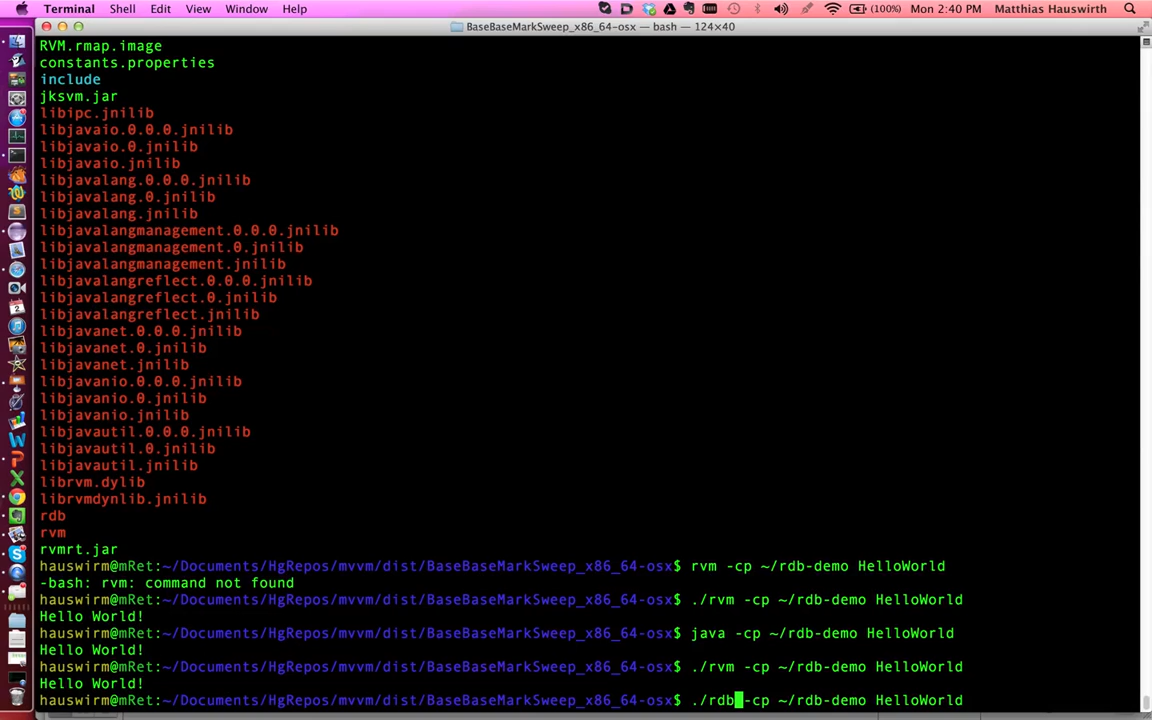 Terminal Shell Edit View Window Help (100%) Mon 2:40 PM Matthias Hauswirth
BaseBaseMarkSweep_x86_64-osx — bash — 124×40
RVM.rmap.image
constants.properties
include
jksvm.jar
libipc.jnilib
libjavaio.0.0.0.jnilib
libjavaio.0.jnilib
libjavaio.jnilib
libjavalang.0.0.0.jnilib
libjavalang.0.jnilib
libjavalang.jnilib
libjavalangmanagement.0.0.0.jnilib
libjavalangmanagement.0.jnilib
libjavalangmanagement.jnilib
libjavalangreflect.0.0.0.jnilib
libjavalangreflect.0.jnilib
libjavalangreflect.jnilib
libjavanet.0.0.0.jnilib
libjavanet.0.jnilib
libjavanet.jnilib
libjavanio.0.0.0.jnilib
libjavanio.0.jnilib
libjavanio.jnilib
libjavautil.0.0.0.jnilib
libjavautil.0.jnilib
libjavautil.jnilib
librvm.dylib
librvmdynlib.jnilib
rdb
rvm
rvmrt.jar
hauswirm@mRet:~/Documents/HgRepos/mvvm/dist/BaseBaseMarkSweep_x86_64-osx$ rvm -cp ~/rdb-demo HelloWorld
-bash: rvm: command not found
hauswirm@mRet:~/Documents/HgRepos/mvvm/dist/BaseBaseMarkSweep_x86_64-osx$ ./rvm -cp ~/rdb-demo HelloWorld
Hello World!
hauswirm@mRet:~/Documents/HgRepos/mvvm/dist/BaseBaseMarkSweep_x86_64-osx$ java -cp ~/rdb-demo HelloWorld
Hello World!
hauswirm@mRet:~/Documents/HgRepos/mvvm/dist/BaseBaseMarkSweep_x86_64-osx$ ./rvm -cp ~/rdb-demo HelloWorld
Hello World!
hauswirm@mRet:~/Documents/HgRepos/mvvm/dist/BaseBaseMarkSweep_x86_64-osx$ ./rdb -cp ~/rdb-demo HelloWorld